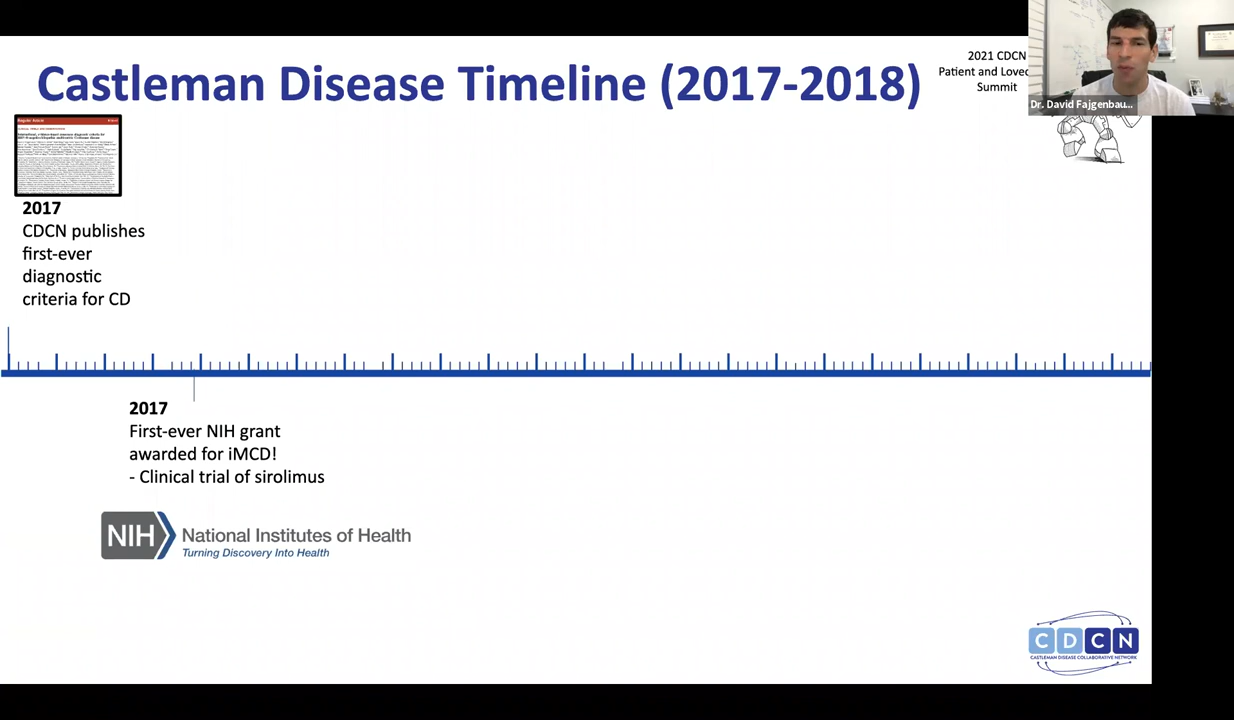 Castleman Disease Timeline (2017-2018)
2021 CDCN
Patient and Loved
Summit
Dr. David Fajgenbau...
2017
CDCN publishes
first-ever
diagnostic
criteria for CD
2017
First-ever NIH grant
awarded for iMCD!
- Clinical trial of sirolimus
NIH
National Institutes of Health
Turning Discovery Into Health
CDCN
CASTLEMAN DISEASE COLLABORATIVE NETWORK